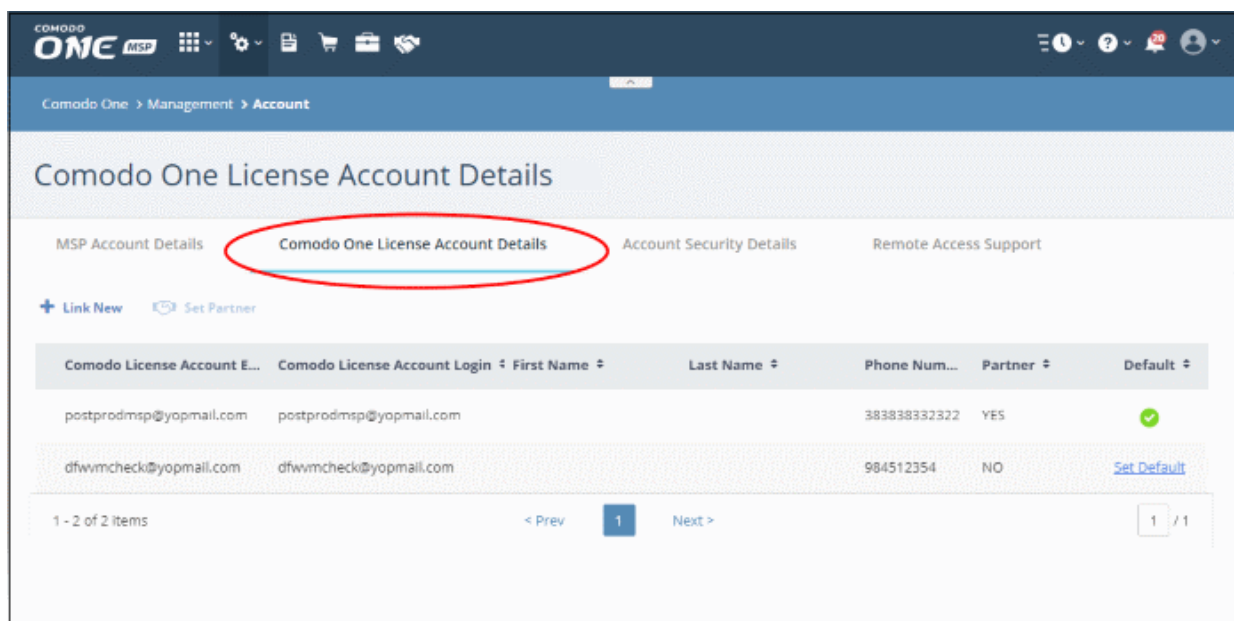 COMODO
ONE MSP
20
Comodo One > Management > Account
Comodo One License Account Details
MSP Account Details Comodo One License Account Details Account Security Details Remote Access Support
+ Link New Set Partner
Comodo License Account E... Comodo License Account Login First Name Last Name Phone Num... Partner Default
postprodmsp@yopmail.com postprodmsp@yopmail.com 383838332322 YES
dfwvmcheck@yopmail.com dfwvmcheck@yopmail.com 984512354 NO Set Default
1 - 2 of 2 items < Prev 1 Next > 1 / 1